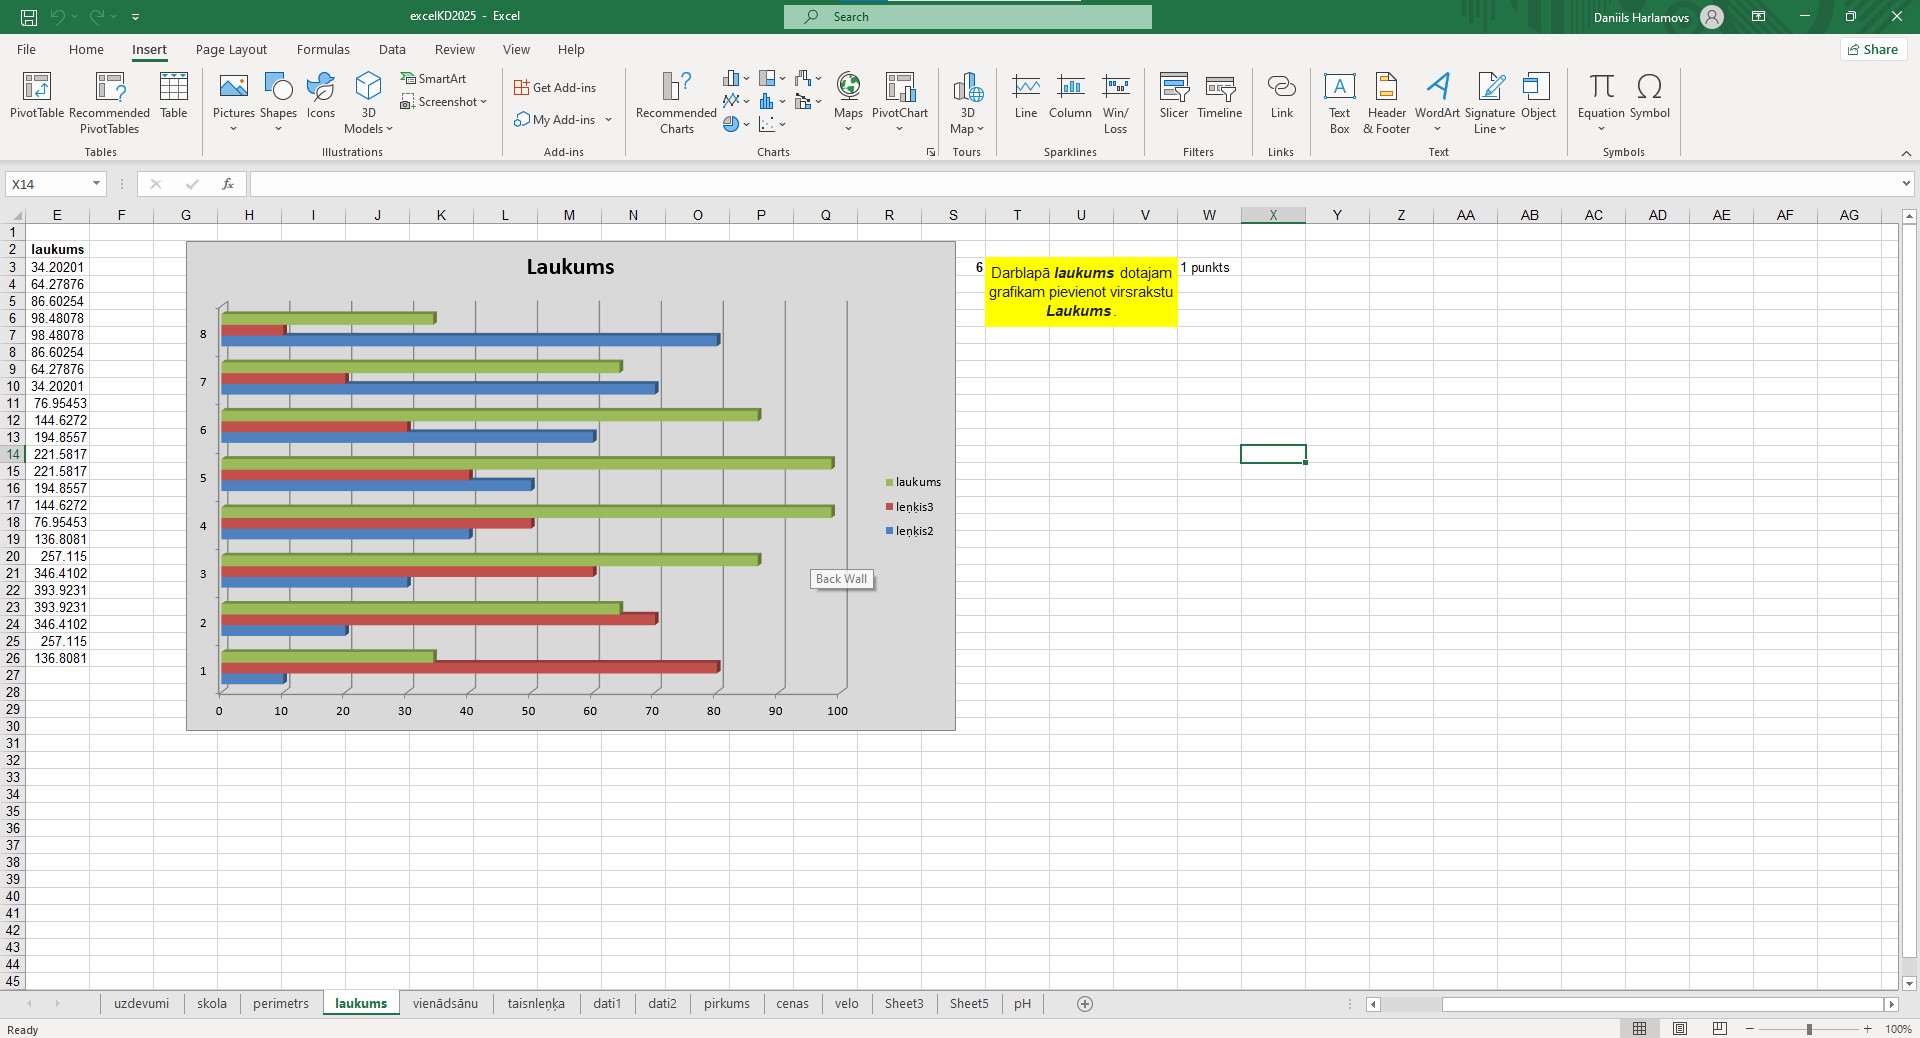 excelKD2025 - Excel
Search
Daniils Harlamovs
File Home Insert Page Layout Formulas Data Review View Help
Share
PivotTable
Recommended
PivotTables
Table
Tables
Pictures
Shapes
Icons
3D
Models
SmartArt
Screenshot
Illustrations
Get Add-ins
My Add-ins
Add-ins
Recommended
Charts
Maps
PivotChart
Charts
3D
Map
Tours
Line
Column
Win/
Loss
Sparklines
Slicer
Timeline
Filters
Link
Links
Text
Box
Header
& Footer
WordArt
Signature
Line
Object
Text
Equation
Symbol
Symbols
X14
fx
E F G H I J K L M N O P Q R S T U V W X Y Z AA AB AC AD AE AF AG
1
2 laukums
3 34.20201
4 64.27876
5 86.60254
6 98.48078
7 98.48078
8 86.60254
9 64.27876
10 34.20201
11 76.95453
12 144.6272
13 194.8557
14 221.5817
15 221.5817
16 194.8557
17 144.6272
18 76.95453
19 136.8081
20 257.115
21 346.4102
22 393.9231
23 393.9231
24 346.4102
25 257.115
26 136.8081
27
28
29
30
31
32
33
34
35
36
37
38
39
40
41
42
43
44
45
Laukums
8
7
6
5
4
3
2
1
0 10 20 30 40 50 60 70 80 90 100
laukums
leņķis3
leņķis2
Back Wall
6
Darblapā laukums dotajam
grafikam pievienot virsrakstu
Laukums.
1 punkts
uzdevumi skola perimetrs laukums vienādsānu taisnleņķa dati1 dati2 pirkums cenas velo Sheet3 Sheet5 pH
Ready
100%